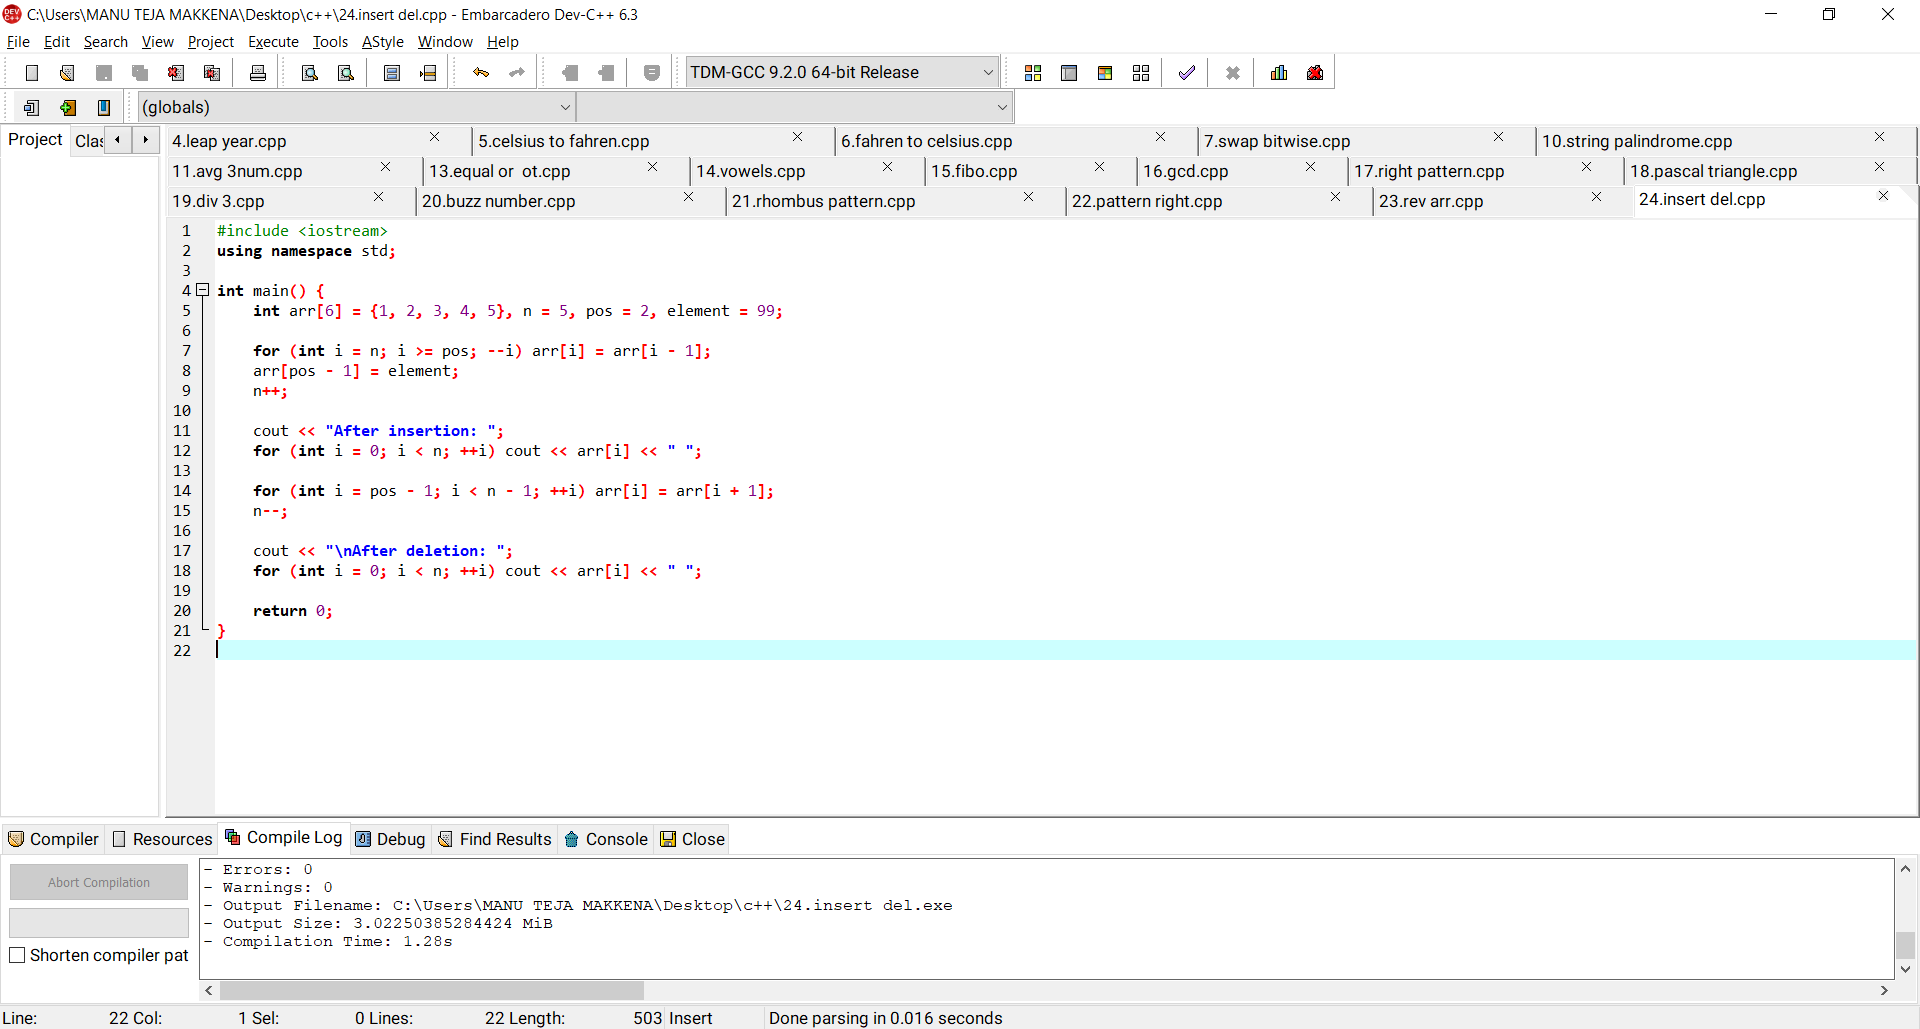 C:\Users\MANU TEJA MAKKENA\Desktop\c++\24.insert del.cpp - Embarcadero Dev-C++ 6.3
File Edit Search View Project Execute Tools AStyle Window Help
TDM-GCC 9.2.0 64-bit Release
(globals)
Project Clas
4.leap year.cpp 5.celsius to fahren.cpp 6.fahren to celsius.cpp 7.swap bitwise.cpp 10.string palindrome.cpp
11.avg 3num.cpp 13.equal or  ot.cpp 14.vowels.cpp 15.fibo.cpp 16.gcd.cpp 17.right pattern.cpp 18.pascal triangle.cpp
19.div 3.cpp 20.buzz number.cpp 21.rhombus pattern.cpp 22.pattern right.cpp 23.rev arr.cpp 24.insert del.cpp
1 #include <iostream>
2 using namespace std;
3
4 int main() {
5     int arr[6] = {1, 2, 3, 4, 5}, n = 5, pos = 2, element = 99;
6
7     for (int i = n; i >= pos; --i) arr[i] = arr[i - 1];
8     arr[pos - 1] = element;
9     n++;
10
11     cout << "After insertion: ";
12     for (int i = 0; i < n; ++i) cout << arr[i] << " ";
13
14     for (int i = pos - 1; i < n - 1; ++i) arr[i] = arr[i + 1];
15     n--;
16
17     cout << "\nAfter deletion: ";
18     for (int i = 0; i < n; ++i) cout << arr[i] << " ";
19
20     return 0;
21 }
22
Compiler Resources Compile Log Debug Find Results Console Close
Abort Compilation
Shorten compiler pat
- Errors: 0
- Warnings: 0
- Output Filename: C:\Users\MANU TEJA MAKKENA\Desktop\c++\24.insert del.exe
- Output Size: 3.02250385284424 MiB
- Compilation Time: 1.28s
Line: 22 Col: 1 Sel: 0 Lines: 22 Length: 503 Insert Done parsing in 0.016 seconds